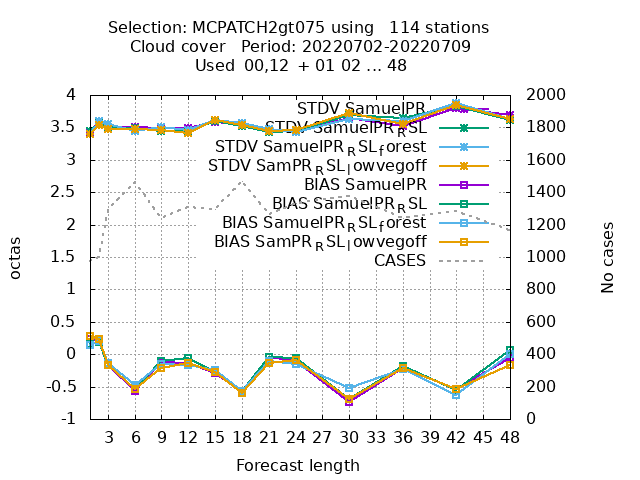 Selection: MCPATCH2gt075 using   114 stations
Cloud cover   Period: 20220702-20220709
Used  00,12  + 01 02 ... 48
STDV SamuelPR
STDV SamuelPR_RSL
STDV SamuelPR_RSL_forest
STDV SamPR_RSL_lowvegoff
BIAS SamuelPR
BIAS SamuelPR_RSL
BIAS SamuelPR_RSL_forest
BIAS SamPR_RSL_lowvegoff
CASES
octas
4
3.5
3
2.5
2
1.5
1
0.5
0
-0.5
-1
No cases
2000
1800
1600
1400
1200
1000
800
600
400
200
0
3 6 9 12 15 18 21 24 27 30 33 36 39 42 45 48
Forecast length